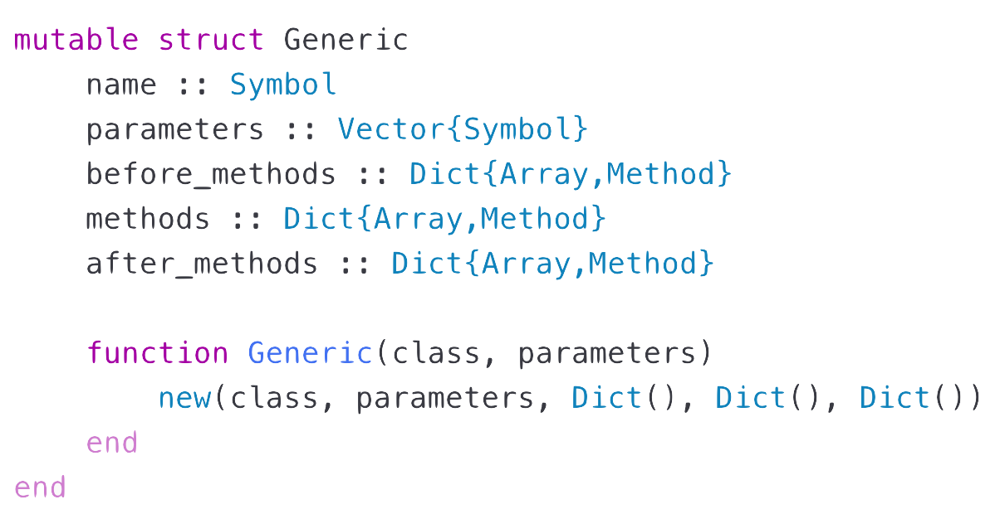 mutable struct Generic
    name :: Symbol
    parameters :: Vector{Symbol}
    before_methods :: Dict{Array,Method}
    methods :: Dict{Array,Method}
    after_methods :: Dict{Array,Method}

    function Generic(class, parameters)
        new(class, parameters, Dict(), Dict(), Dict())
    end
end